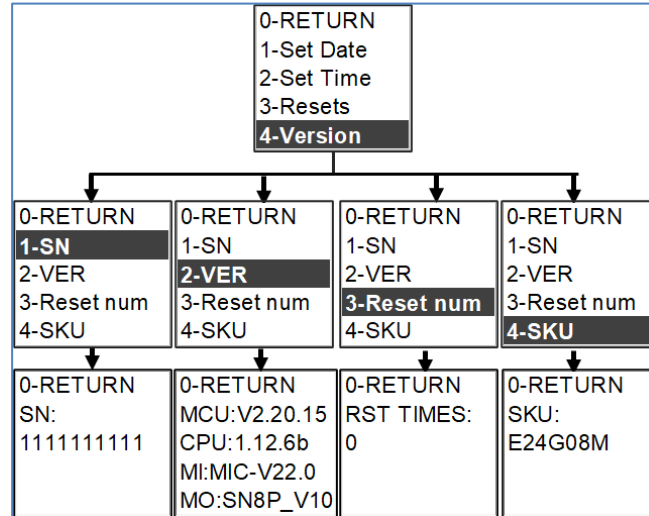 0-RETURN
1-Set Date
2-Set Time
3-Resets
4-Version
0-RETURN
1-SN
2-VER
3-Reset num
4-SKU
0-RETURN
1-SN
2-VER
3-Reset num
4-SKU
0-RETURN
1-SN
2-VER
3-Reset num
4-SKU
0-RETURN
1-SN
2-VER
3-Reset num
4-SKU
0-RETURN
SN:
1111111111
0-RETURN
MCU:V2.20.15
CPU:1.12.6b
MI:MIC-V22.0
MO:SN8P_V10
0-RETURN
RST TIMES:
0
0-RETURN
SKU:
E24G08M